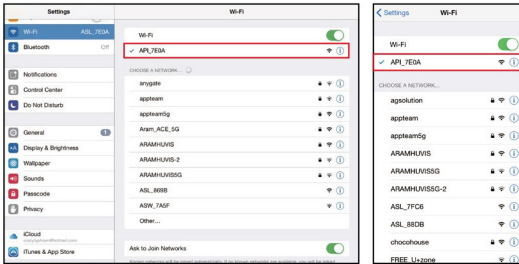 Settings
Wi-Fi
Wi-Fi
ASL_7E0A
Bluetooth
Off
Notifications
Control Center
Do Not Disturb
General
1
Display & Brightness
Wallpaper
Sounds
Passcode
Privacy
iCloud
iTunes & App Store
Wi-Fi
API_7E0A
CHOOSE A NETWORK...
anygate
appteam
appteam5g
Aram_ACE_5G
ARAMHUVIS
ARAMHUVIS-2
ARAMHUVIS5G
ASL_869B
ASW_7A5F
Other...
Ask to Join Networks
Settings
Wi-Fi
Wi-Fi
API_7E0A
CHOOSE A NETWORK...
agsolution
appteam
appteam5g
ARAMHUVIS
ARAMHUVIS5G
ARAMHUVIS5G-2
ASL_7FC6
ASL_88DB
chocohouse
FREE_U+zone